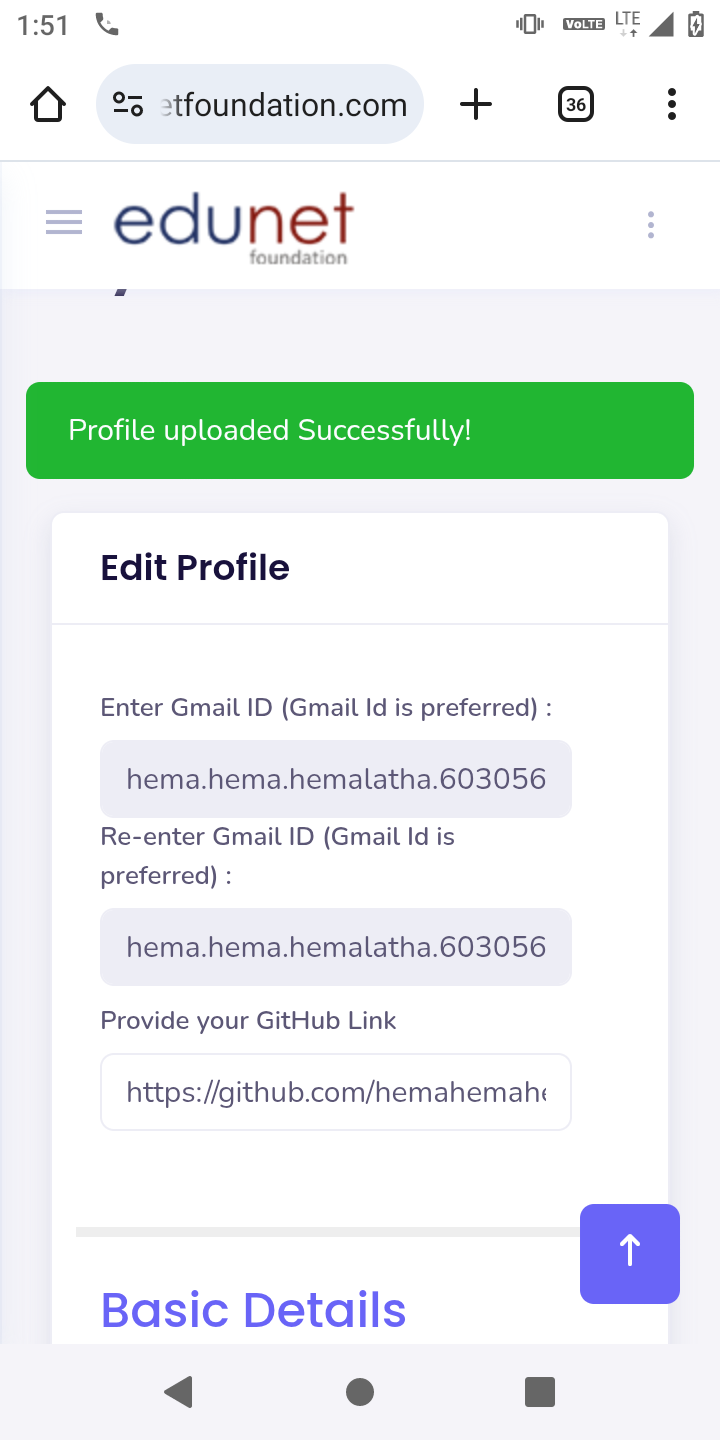 1:51
VoLTE
LTE
etfoundation.com
36
edunet
foundation
Profile uploaded Successfully!
Edit Profile
Enter Gmail ID (Gmail Id is preferred) :
hema.hema.hemalatha.603056
Re-enter Gmail ID (Gmail Id is
preferred) :
hema.hema.hemalatha.603056
Provide your GitHub Link
https://github.com/hemahemahe
Basic Details